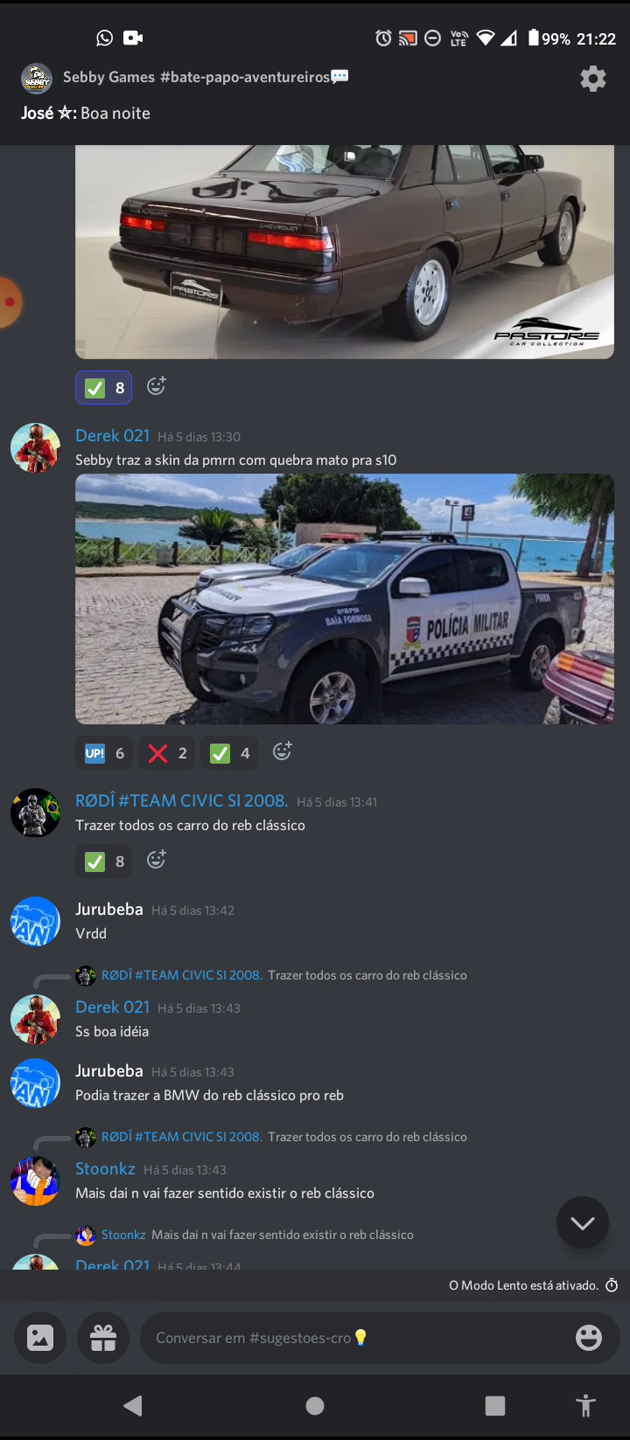 99% 21:22
Vo)) LTE
Sebby Games #bate-papo-aventureiros💬
José ☆: Boa noite
CHEVROLET
PASTORE
CAR COLLECTION
PASTORE
CAR COLLECTION
✅ 8
Derek 021 Há 5 dias 13:30
Sebby traz a skin da pmrn com quebra mato pra s10
BAÍA FORMOSA
POLÍCIA MILITAR
PMRN
UP! 6 ❌ 2 ✅ 4
RØDÎ #TEAM CIVIC SI 2008. Há 5 dias 13:41
Trazer todos os carro do reb clássico
✅ 8
Jurubeba Há 5 dias 13:42
Vrdd
RØDÎ #TEAM CIVIC SI 2008. Trazer todos os carro do reb clássico
Derek 021 Há 5 dias 13:43
Ss boa idéia
Jurubeba Há 5 dias 13:43
Podia trazer a BMW do reb clássico pro reb
RØDÎ #TEAM CIVIC SI 2008. Trazer todos os carro do reb clássico
Stoonkz Há 5 dias 13:43
Mais dai n vai fazer sentido existir o reb clássico
Stoonkz Mais dai n vai fazer sentido existir o reb clássico
Derek 021 Há 5 dias 13:44
O Modo Lento está ativado.
Conversar em #sugestoes-cro💡